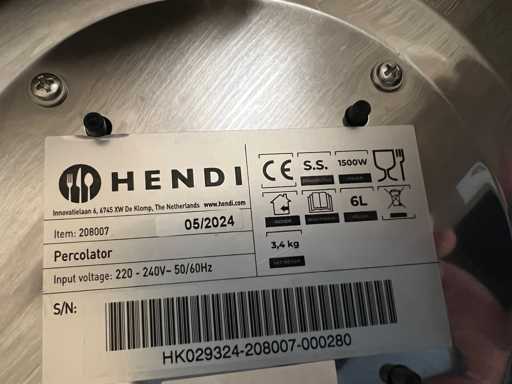 HENDI
Innovatielaan 6, 6745 XW De Klomp, The Netherlands www.hendi.com
Item: 208007
05/2024
Percolator
Input voltage: 220 - 240V~ 50/60Hz
CE
S.S.
1500W
6L
3,4 kg
S/N:
HK029324-208007-000280